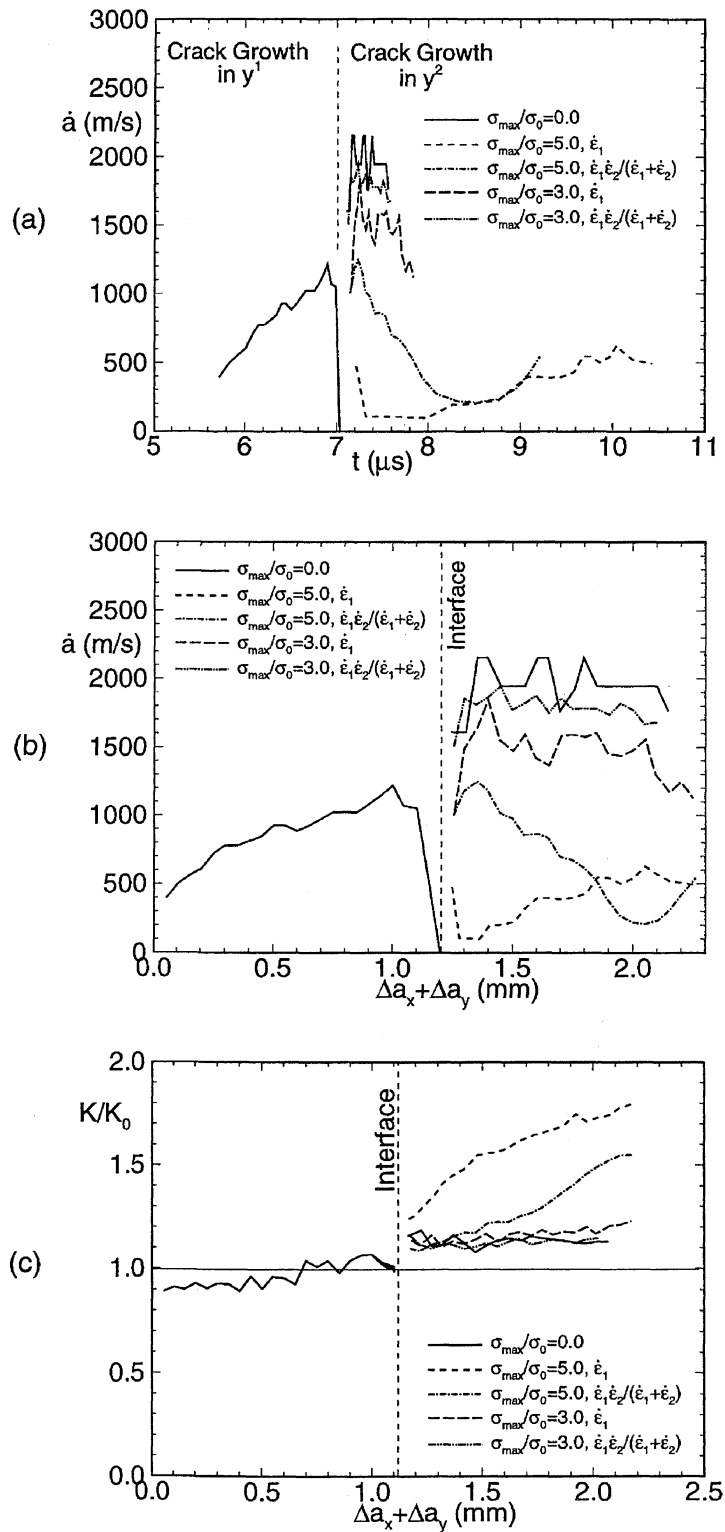 (a)
3000
2500
ȧ (m/s)
2000
1500
1000
500
0
Crack Growth
in y¹
Crack Growth
in y²
σmax/σ₀=0.0
σmax/σ₀=5.0, ε̇₁
σmax/σ₀=5.0, ε̇₁ε̇₂/(ε̇₁+ε̇₂)
σmax/σ₀=3.0, ε̇₁
σmax/σ₀=3.0, ε̇₁ε̇₂/(ε̇₁+ε̇₂)
5 6 7 8 9 10 11
t (μs)
(b)
3000
2500
ȧ (m/s)
2000
1500
1000
500
0
σmax/σ₀=0.0
σmax/σ₀=5.0, ε̇₁
σmax/σ₀=5.0, ε̇₁ε̇₂/(ε̇₁+ε̇₂)
σmax/σ₀=3.0, ε̇₁
σmax/σ₀=3.0, ε̇₁ε̇₂/(ε̇₁+ε̇₂)
Interface
0.0 0.5 1.0 1.5 2.0
Δaₓ+Δaᵧ (mm)
(c)
2.0
K/K₀
1.5
1.0
0.5
0.0
Interface
σmax/σ₀=0.0
σmax/σ₀=5.0, ε̇₁
σmax/σ₀=5.0, ε̇₁ε̇₂/(ε̇₁+ε̇₂)
σmax/σ₀=3.0, ε̇₁
σmax/σ₀=3.0, ε̇₁ε̇₂/(ε̇₁+ε̇₂)
0.0 0.5 1.0 1.5 2.0 2.5
Δaₓ+Δaᵧ (mm)